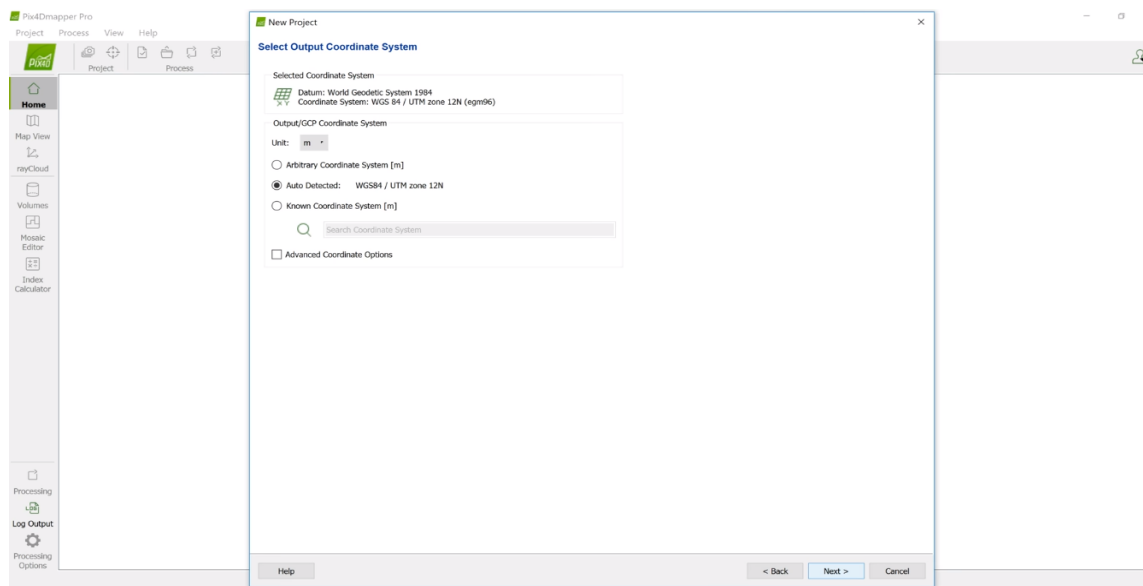 Pix4Dmapper Pro
Project Process View Help
PIX4D
Project
Process
Home
Map View
rayCloud
Volumes
Mosaic
Editor
Index
Calculator
Processing
LOG
Log Output
Processing
Options
New Project
Select Output Coordinate System
Selected Coordinate System
X Y
Datum: World Geodetic System 1984
Coordinate System: WGS 84 / UTM zone 12N (egm96)
Output/GCP Coordinate System
Unit: m
Arbitrary Coordinate System [m]
Auto Detected: WGS84 / UTM zone 12N
Known Coordinate System [m]
Search Coordinate System
Advanced Coordinate Options
Help
< Back
Next >
Cancel